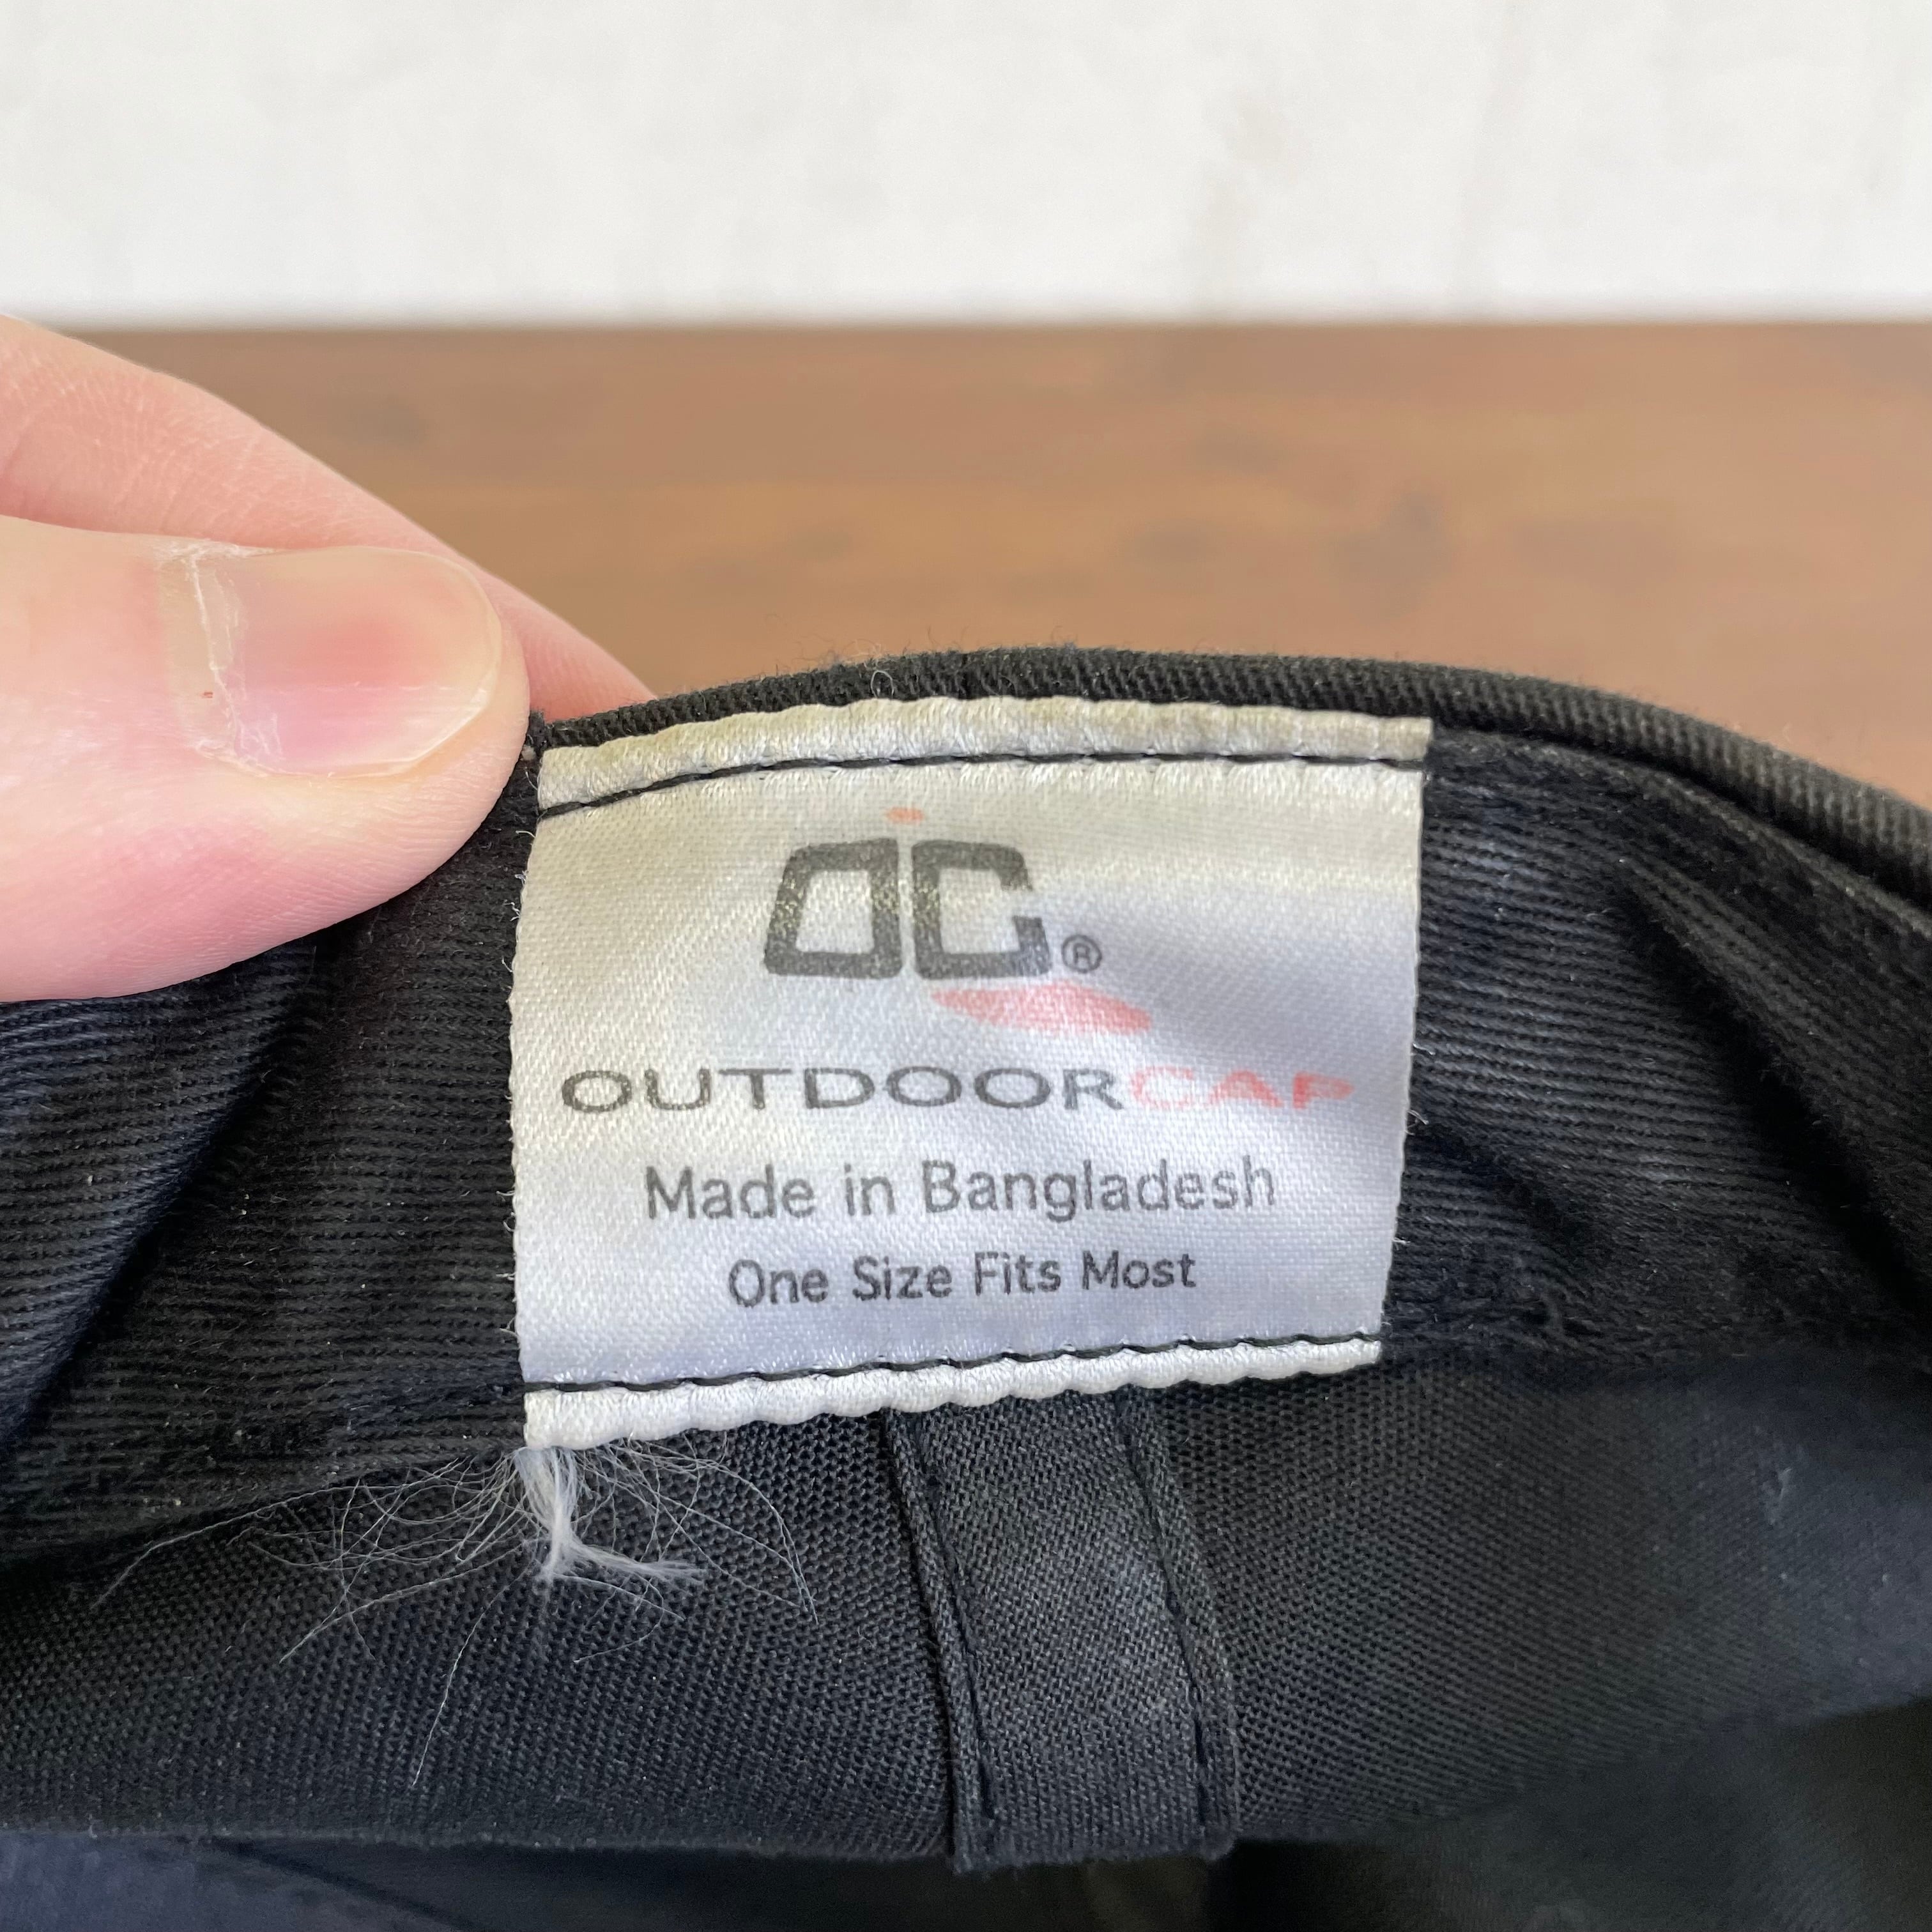 OC®
OUTDOORCAP
Made in Bangladesh
One Size Fits Most